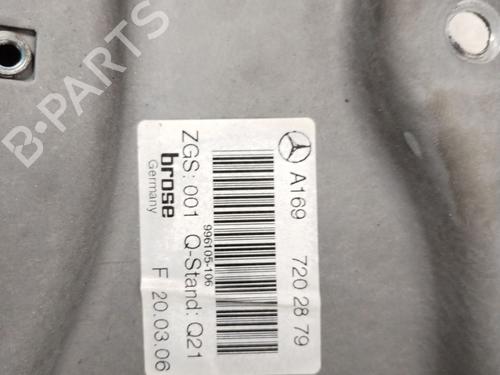 A169 720 28 79
996105-106
ZGS: 001 Q-Stand: Q21
brose F 20.03.06
Germany
B-PARTS